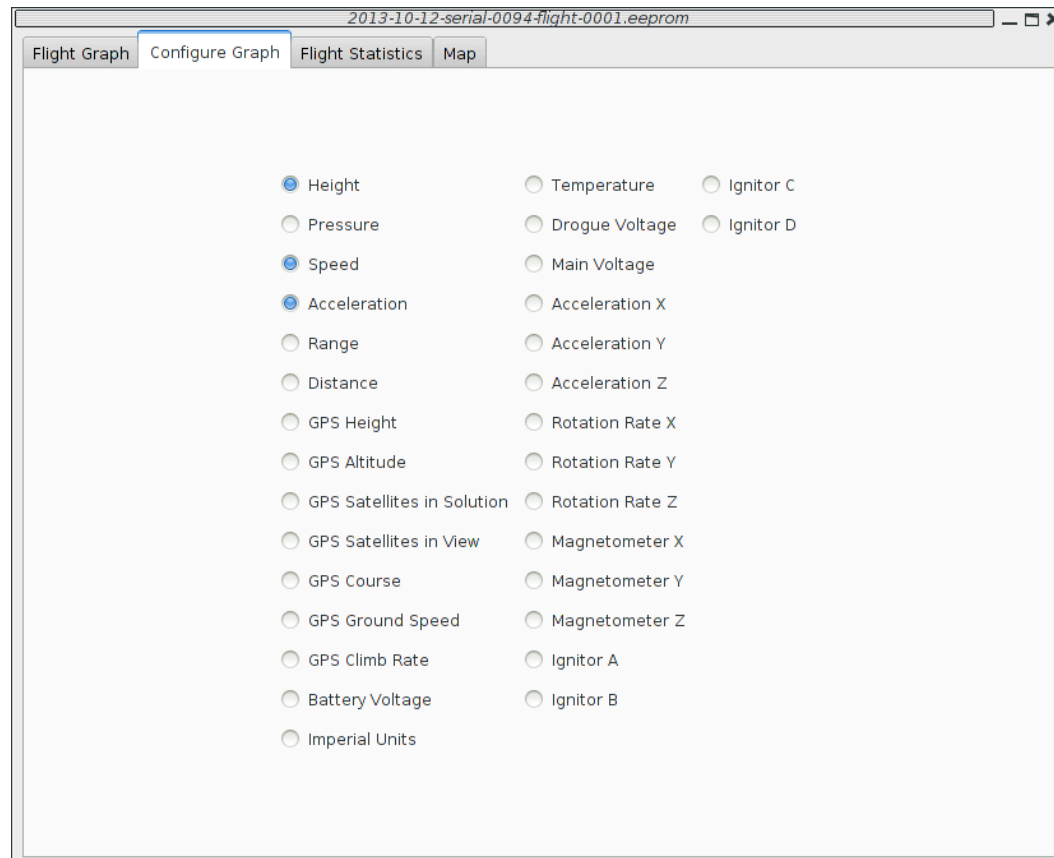 2013-10-12-serial-0094-flight-0001.eeprom
Flight Graph Configure Graph Flight Statistics Map
Height Temperature Ignitor C
Pressure Drogue Voltage Ignitor D
Speed Main Voltage
Acceleration Acceleration X
Range Acceleration Y
Distance Acceleration Z
GPS Height Rotation Rate X
GPS Altitude Rotation Rate Y
GPS Satellites in Solution Rotation Rate Z
GPS Satellites in View Magnetometer X
GPS Course Magnetometer Y
GPS Ground Speed Magnetometer Z
GPS Climb Rate Ignitor A
Battery Voltage Ignitor B
Imperial Units